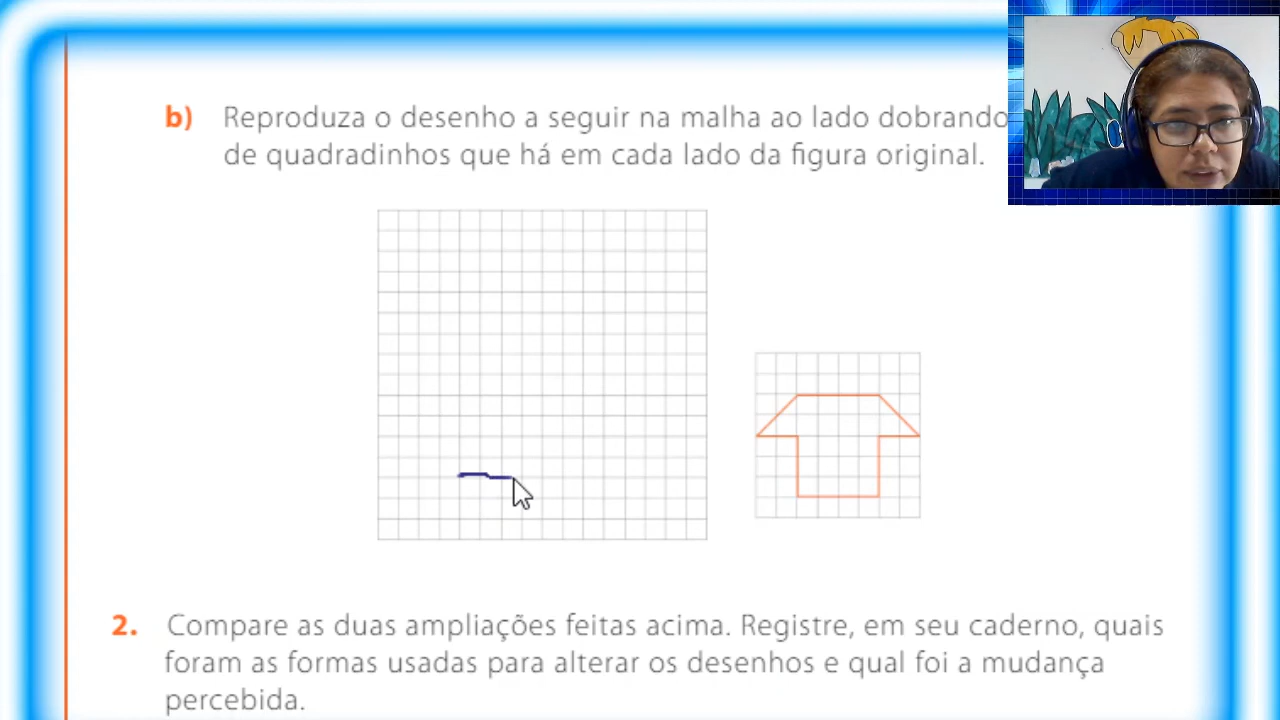 b) Reproduza o desenho a seguir na malha ao lado dobrando
de quadradinhos que há em cada lado da figura original.
2. Compare as duas ampliações feitas acima. Registre, em seu caderno, quais
foram as formas usadas para alterar os desenhos e qual foi a mudança
percebida.